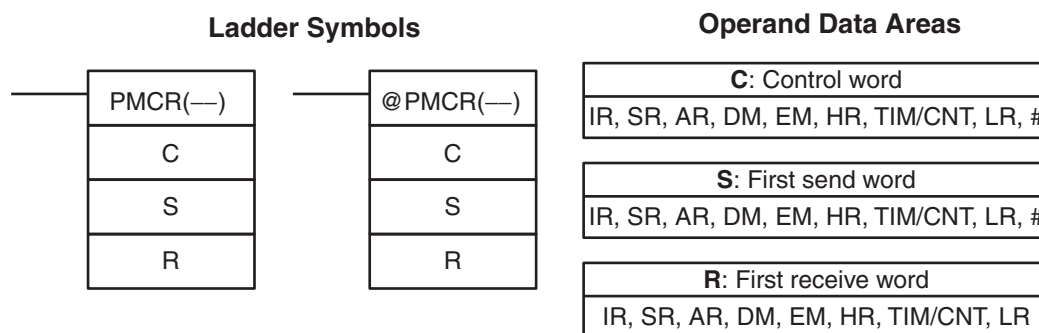 Ladder Symbols
PMCR(––)
C
S
R
@PMCR(––)
C
S
R
Operand Data Areas
C: Control word
IR, SR, AR, DM, EM, HR, TIM/CNT, LR, #
S: First send word
IR, SR, AR, DM, EM, HR, TIM/CNT, LR, #
R: First receive word
IR, SR, AR, DM, EM, HR, TIM/CNT, LR